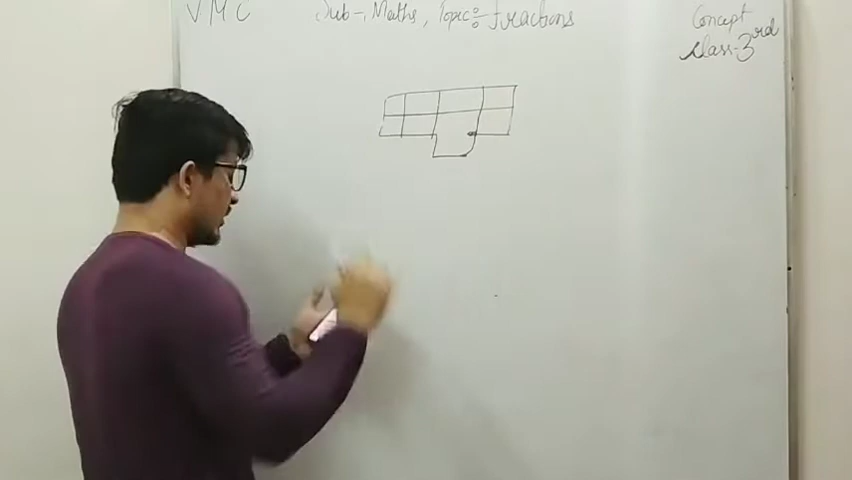 VMC
Sub-, Maths, Topic:- Fractions
Concept
class-3rd